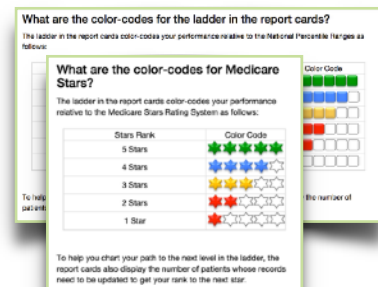 What are the color-codes for the ladder in the report cards?
The ladder in the report cards color-codes your performance relative to the National Percentile Ranges as
follows:
Color Code
What are the color-codes for Medicare
Stars?
The ladder in the report cards color-codes your performance
relative to the Medicare Stars Rating System as follows:
Stars Rank Color Code
5 Stars
4 Stars
3 Stars
2 Stars
1 Star
To help
the number of
patient
To help you chart your path to the next level in the ladder, the
report cards also display the number of patients whose records
need to be updated to get your rank to the next star.